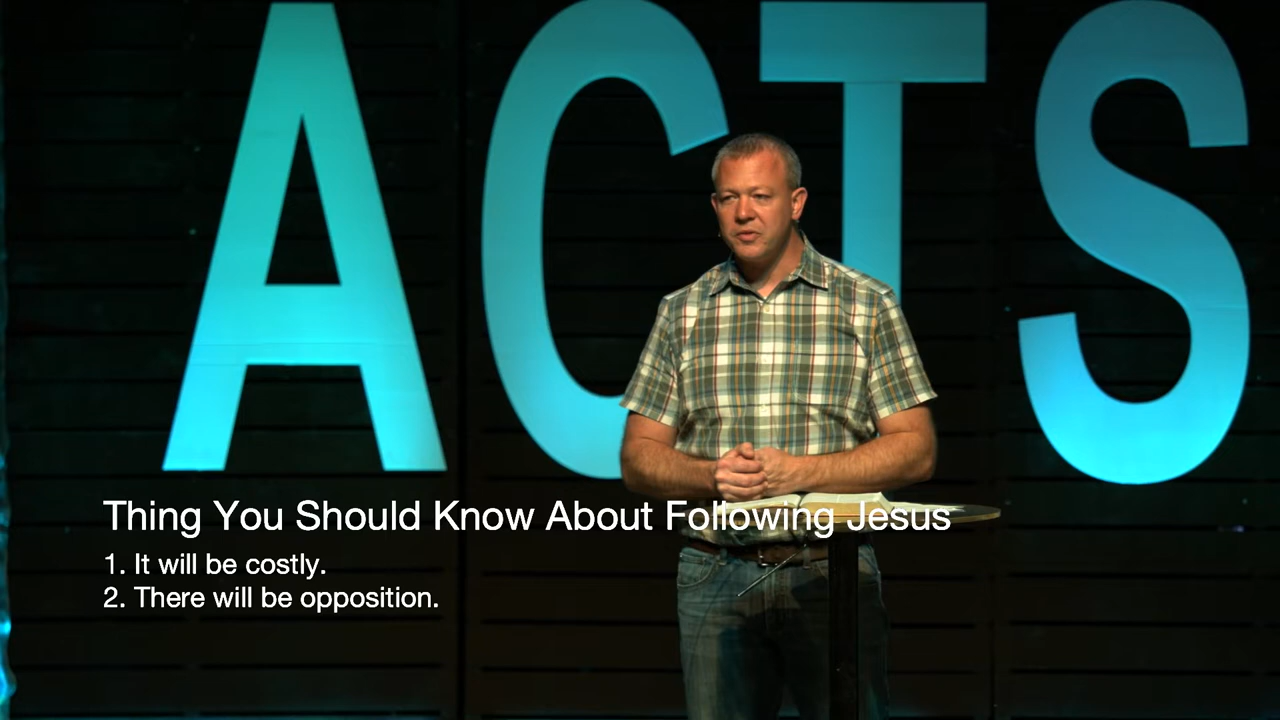 ACTS
Thing You Should Know About Following Jesus
1. It will be costly.
2. There will be opposition.